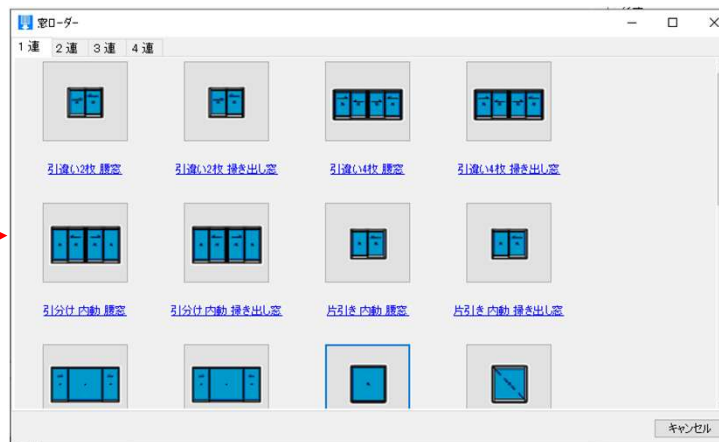 窓ローダー
1連 2連 3連 4連
引違い2枚 腰窓 引違い2枚 掃き出し窓 引違い4枚 腰窓 引違い4枚 掃き出し窓
引分け 内動 腰窓 引分け 内動 掃き出し窓 片引き 内動 腰窓 片引き 内動 掃き出し窓
キャンセル